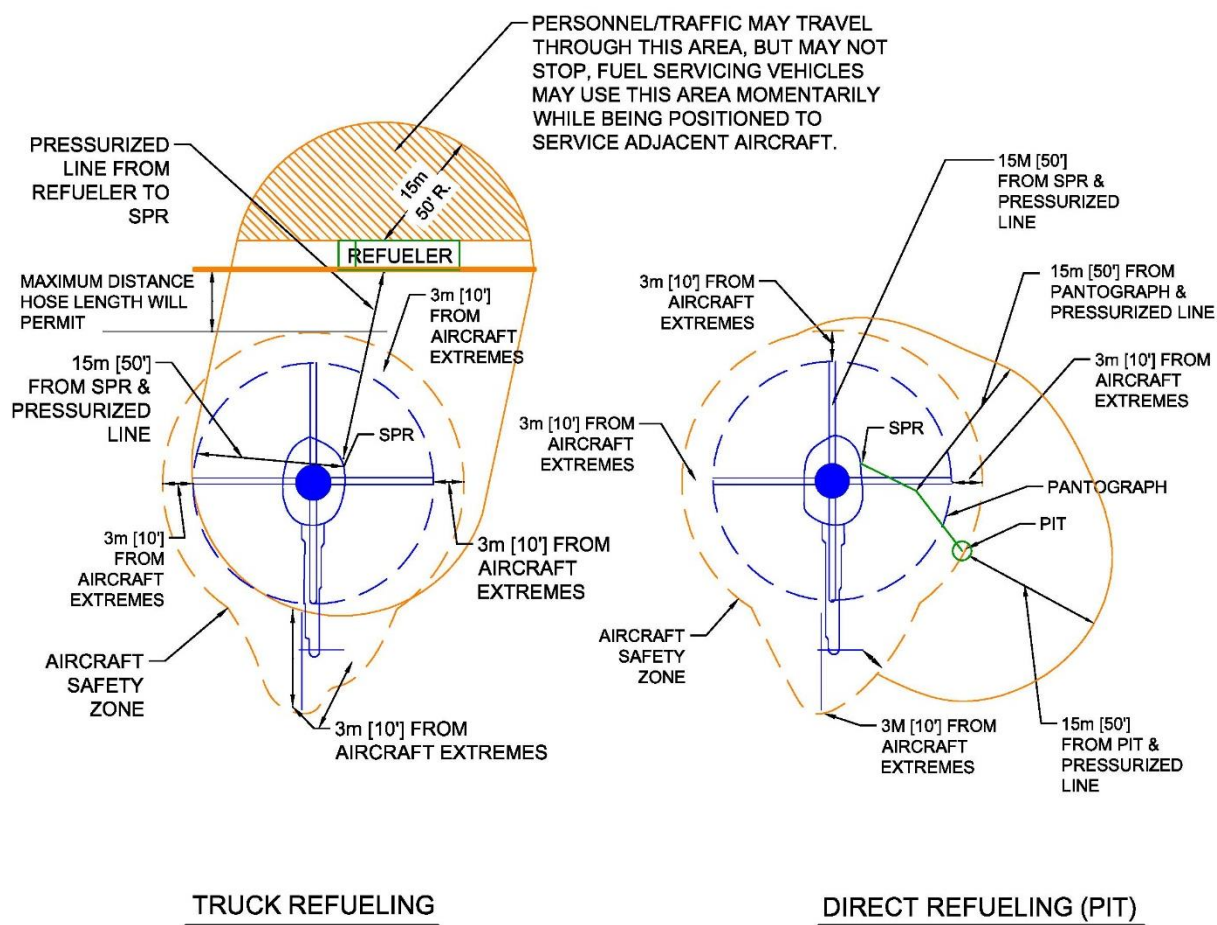 PERSONNEL/TRAFFIC MAY TRAVEL
THROUGH THIS AREA, BUT MAY NOT
STOP, FUEL SERVICING VEHICLES
MAY USE THIS AREA MOMENTARILY
WHILE BEING POSITIONED TO
SERVICE ADJACENT AIRCRAFT.
PRESSURIZED
LINE FROM
REFUELER TO
SPR
15m
50' R.
REFUELER
MAXIMUM DISTANCE
HOSE LENGTH WILL
PERMIT
3m [10']
FROM
AIRCRAFT
EXTREMES
15m [50']
FROM SPR &
PRESSURIZED
LINE
SPR
3m [10']
FROM
AIRCRAFT
EXTREMES
3m [10'] FROM
AIRCRAFT
EXTREMES
AIRCRAFT
SAFETY
ZONE
3m [10'] FROM
AIRCRAFT EXTREMES
TRUCK REFUELING
15M [50']
FROM SPR &
PRESSURIZED
LINE
3m [10'] FROM
AIRCRAFT
EXTREMES
15m [50'] FROM
PANTOGRAPH &
PRESSURIZED LINE
3m [10'] FROM
AIRCRAFT
EXTREMES
3m [10'] FROM
AIRCRAFT
EXTREMES
SPR
PANTOGRAPH
PIT
AIRCRAFT
SAFETY
ZONE
3M [10'] FROM
AIRCRAFT
EXTREMES
15m [50']
FROM PIT &
PRESSURIZED
LINE
DIRECT REFUELING (PIT)